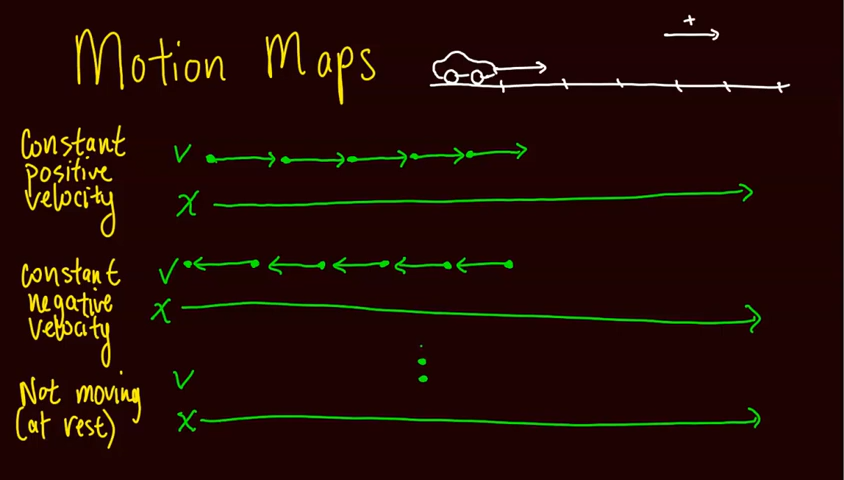 Motion Maps
+
Constant
positive
velocity
V
X
Constant
negative
velocity
V
X
Not moving
(at rest)
V
X